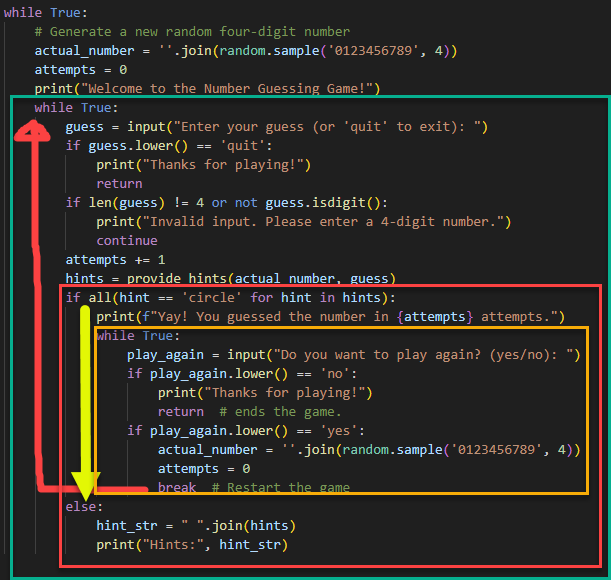 while True:
    # Generate a new random four-digit number
    actual_number = ''.join(random.sample('0123456789', 4))
    attempts = 0
    print("Welcome to the Number Guessing Game!")
    while True:
        guess = input("Enter your guess (or 'quit' to exit): ")
        if guess.lower() == 'quit':
            print("Thanks for playing!")
            return
        if len(guess) != 4 or not guess.isdigit():
            print("Invalid input. Please enter a 4-digit number.")
            continue
        attempts += 1
        hints = provide_hints(actual_number, guess)
        if all(hint == 'circle' for hint in hints):
            print(f"Yay! You guessed the number in {attempts} attempts.")
            while True:
                play_again = input("Do you want to play again? (yes/no): ")
                if play_again.lower() == 'no':
                    print("Thanks for playing!")
                    return  # ends the game.
                if play_again.lower() == 'yes':
                    actual_number = ''.join(random.sample('0123456789', 4))
                    attempts = 0
                    break  # Restart the game
        else:
            hint_str = " ".join(hints)
            print("Hints:", hint_str)